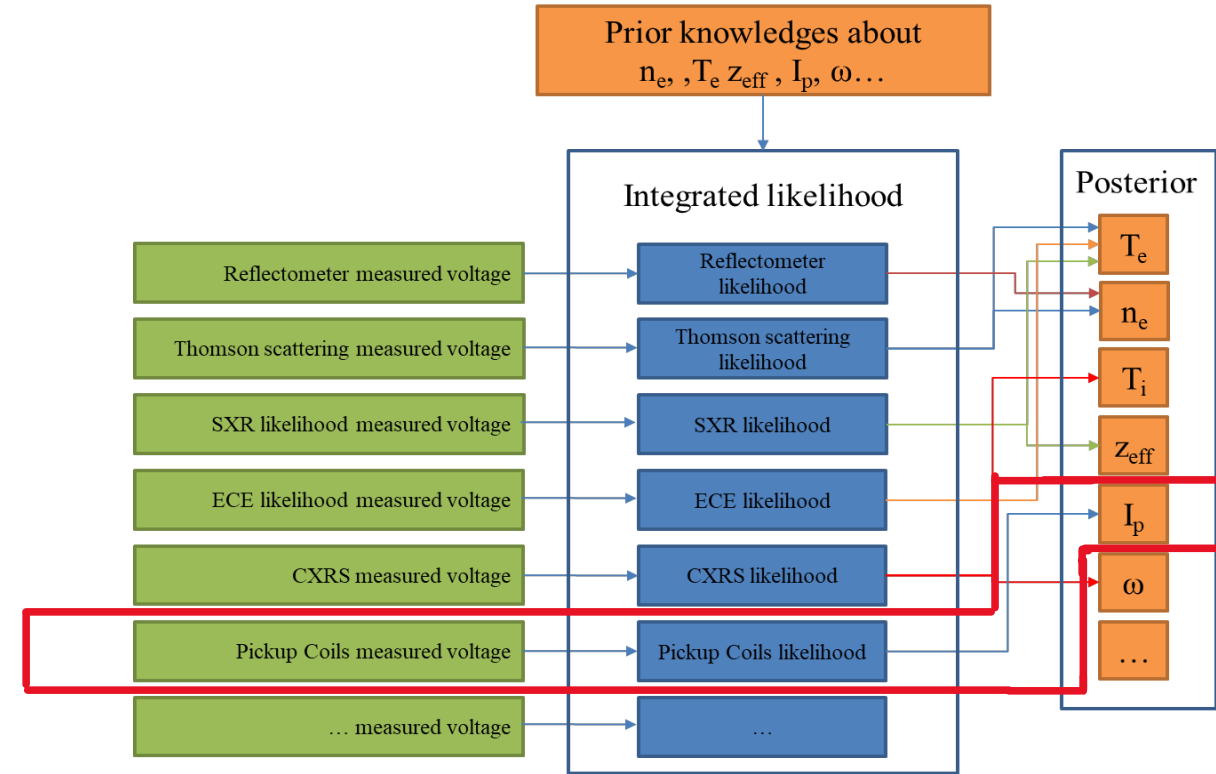 Prior knowledges about
nₑ, ,Tₑ z_eff , Iₚ, ω…
Integrated likelihood
Posterior
Reflectometer measured voltage
Reflectometer
likelihood
Tₑ
nₑ
Thomson scattering measured voltage
Thomson scattering
likelihood
Tᵢ
SXR likelihood measured voltage
SXR likelihood
z_eff
ECE likelihood measured voltage
ECE likelihood
Iₚ
CXRS measured voltage
CXRS likelihood
ω
Pickup Coils measured voltage
Pickup Coils likelihood
…
… measured voltage
…